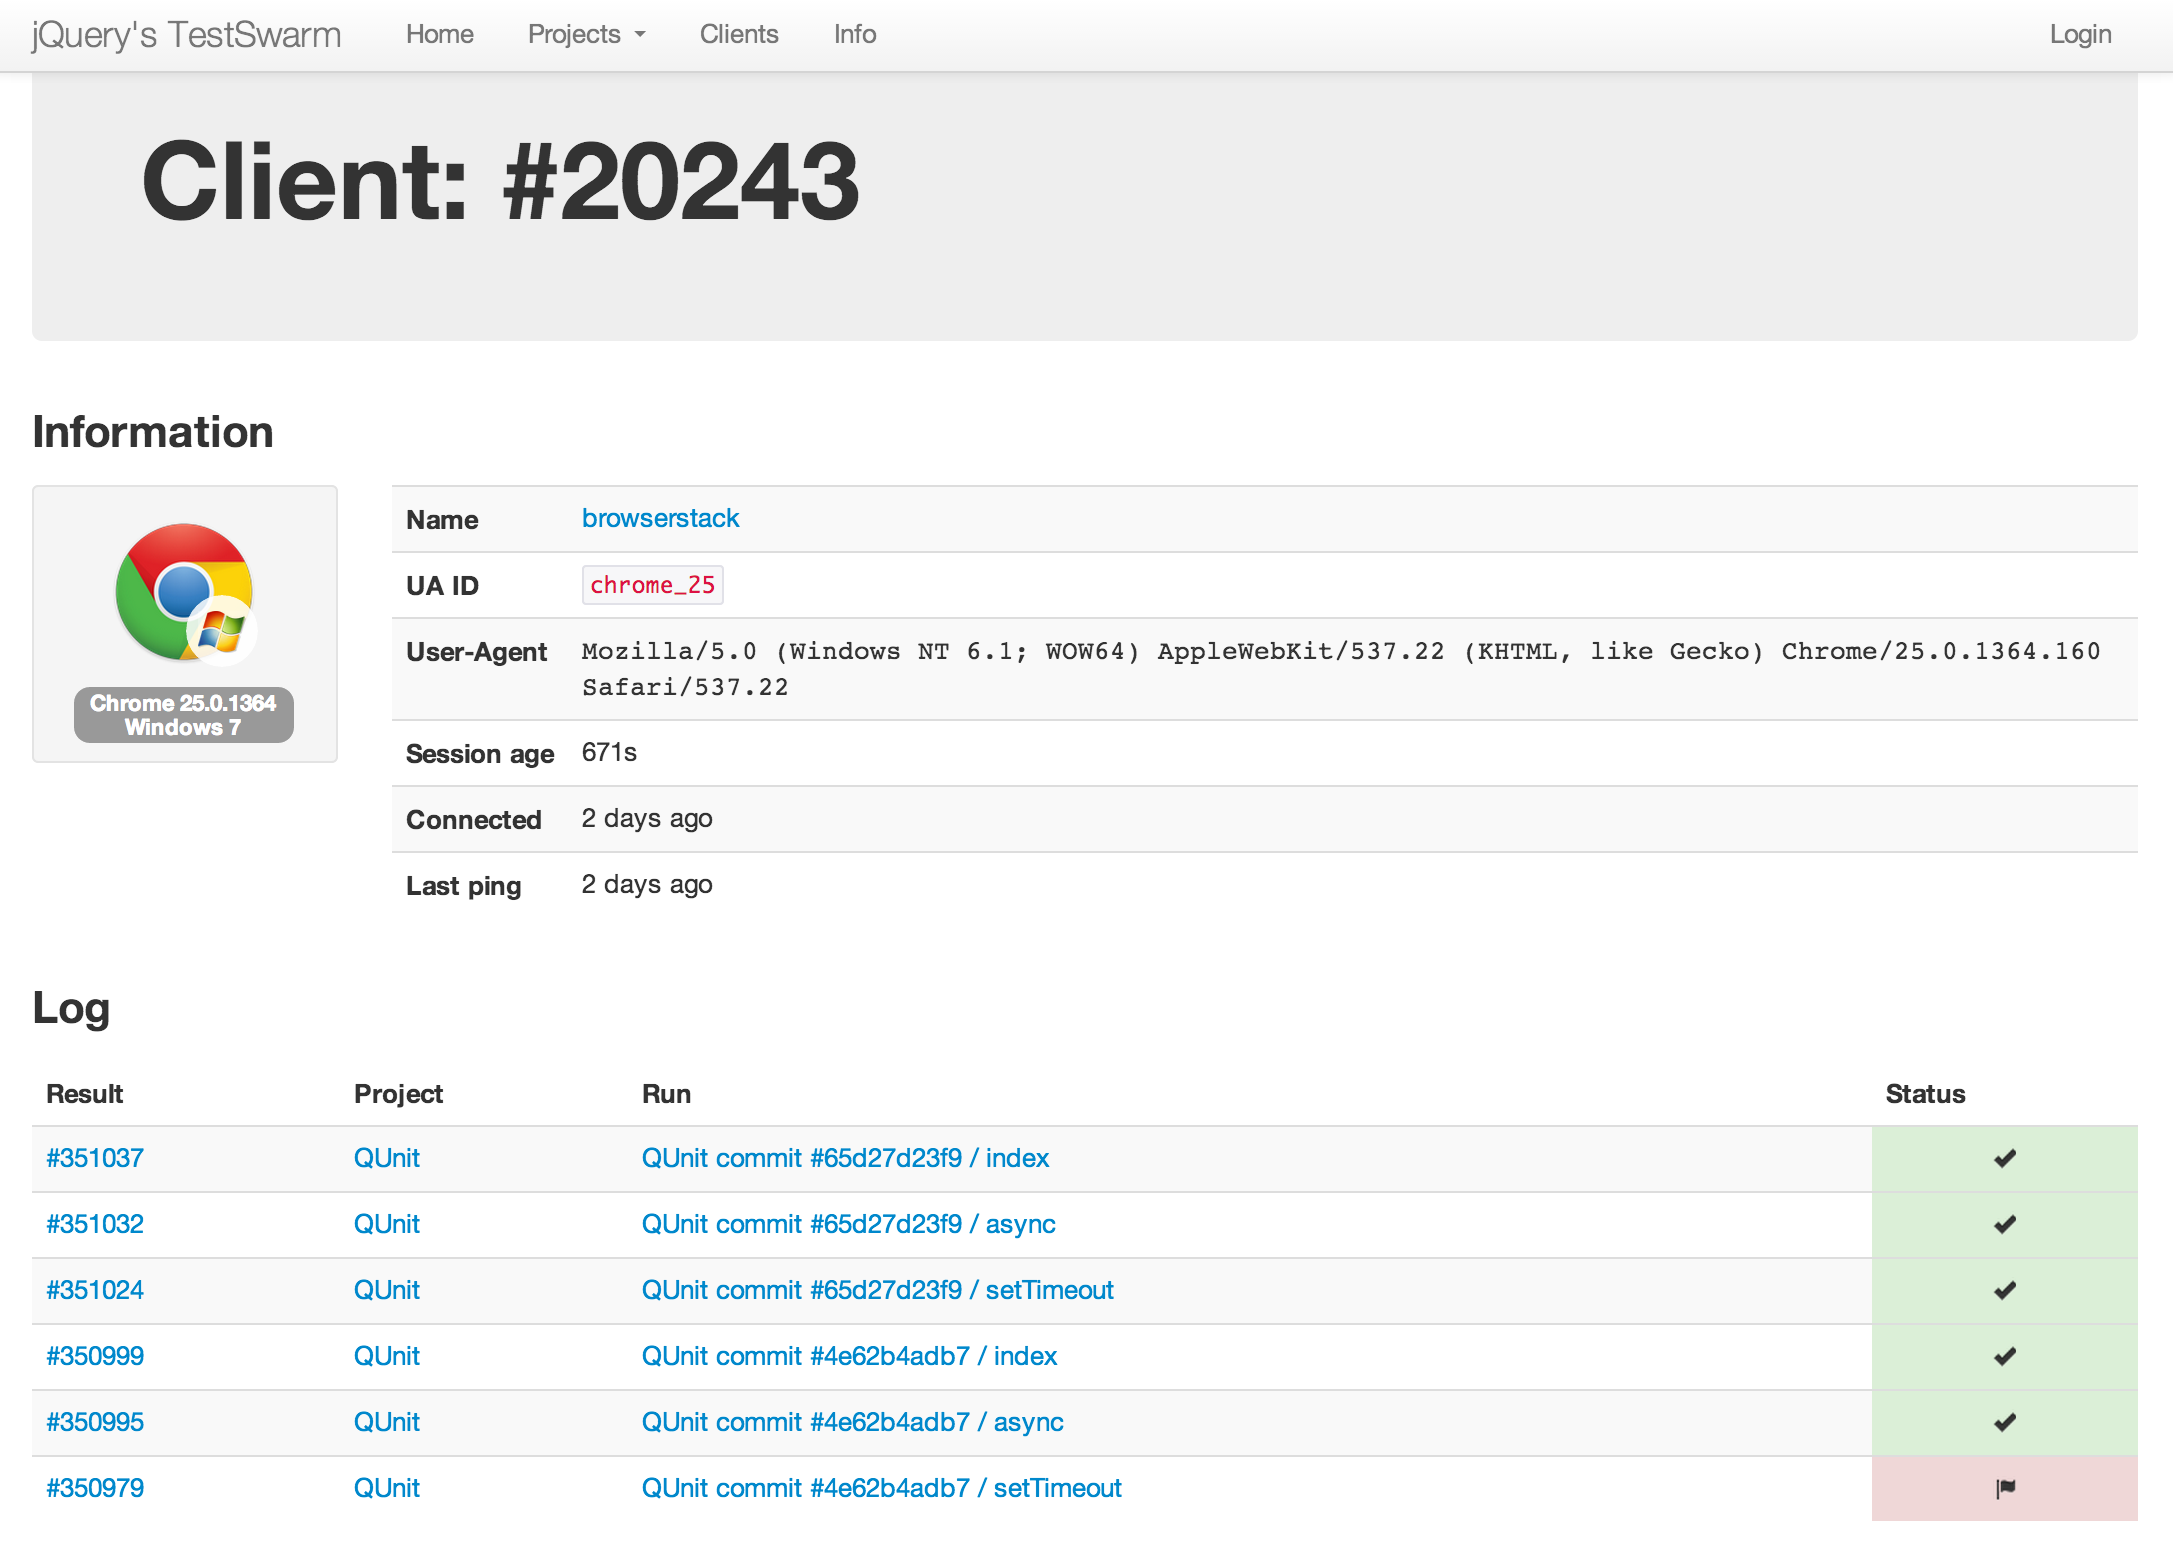 jQuery's TestSwarm Home Projects Clients Info Login
Client: #20243
Information
Chrome 25.0.1364
Windows 7
Name browserstack
UA ID chrome_25
User-Agent Mozilla/5.0 (Windows NT 6.1; WOW64) AppleWebKit/537.22 (KHTML, like Gecko) Chrome/25.0.1364.160
Safari/537.22
Session age 671s
Connected 2 days ago
Last ping 2 days ago
Log
Result Project Run Status
#351037 QUnit QUnit commit #65d27d23f9 / index
#351032 QUnit QUnit commit #65d27d23f9 / async
#351024 QUnit QUnit commit #65d27d23f9 / setTimeout
#350999 QUnit QUnit commit #4e62b4adb7 / index
#350995 QUnit QUnit commit #4e62b4adb7 / async
#350979 QUnit QUnit commit #4e62b4adb7 / setTimeout